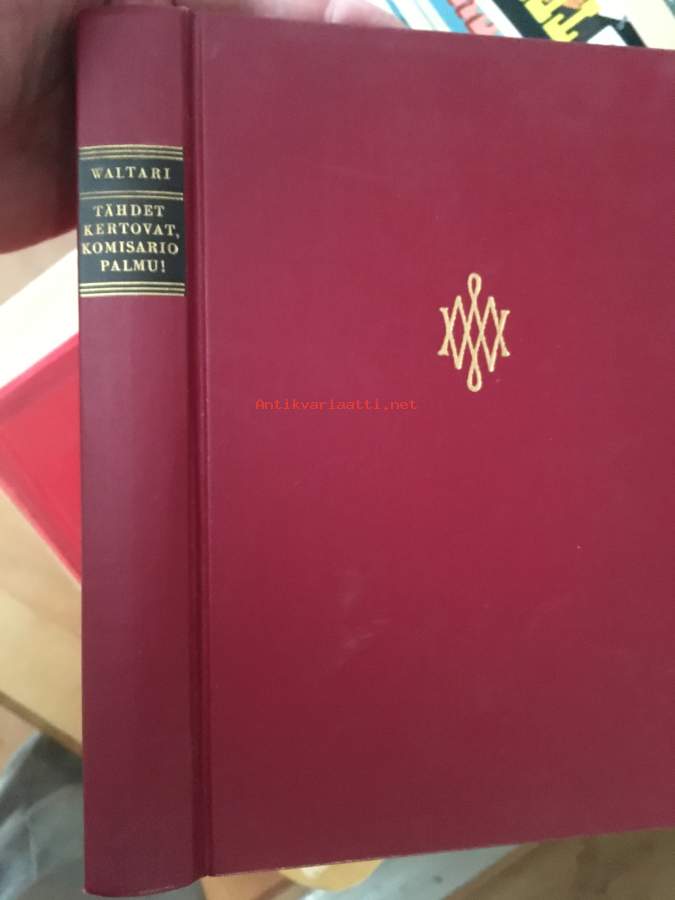 WALTARI
TÄHDET
KERTOVAT,
KOMISARIO
PALMU!
Antikvariaatti.net